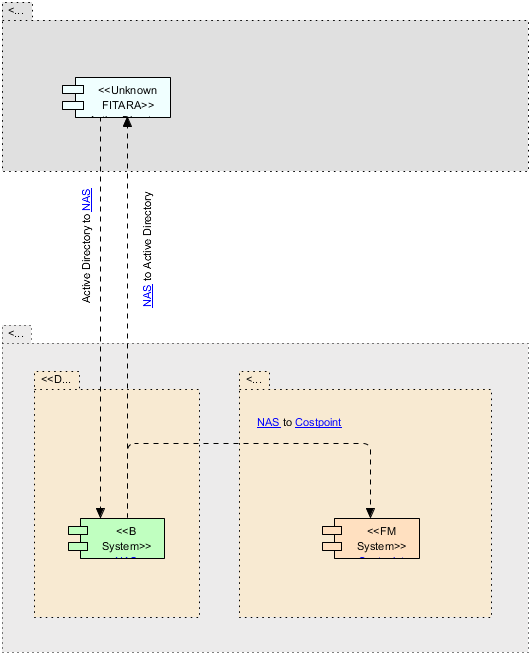 <...
<<Unknown
FITARA>>
Active Directory to NAS
NAS to Active Directory
<...
<<D...
<...
NAS to Costpoint
<<B
System>>
<<FM
System>>